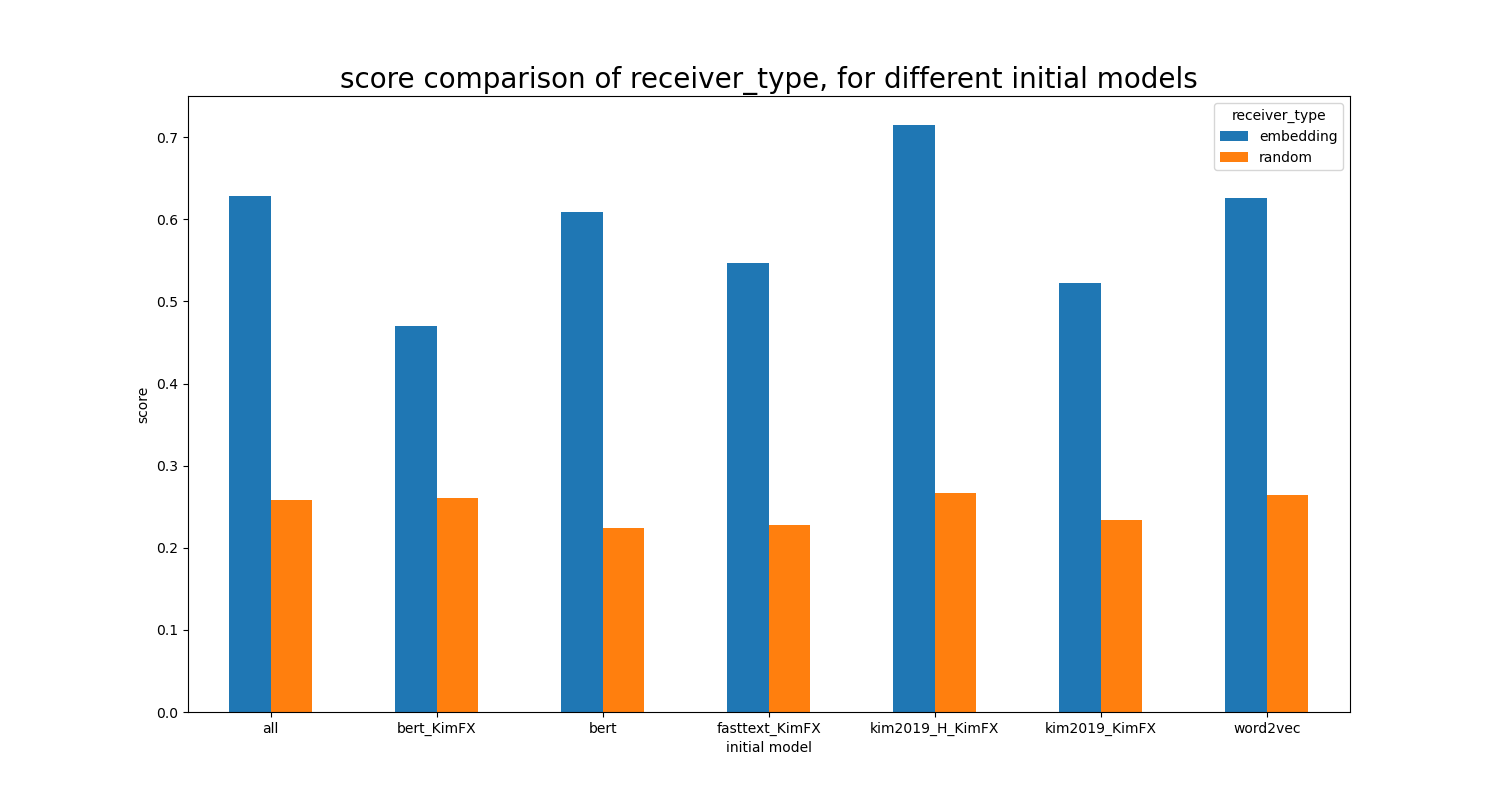 score comparison of receiver_type, for different initial models
receiver_type
embedding
random
0.7
0.6
0.5
0.4
0.3
0.2
0.1
0.0
score
all bert_KimFX bert fasttext_KimFX kim2019_H_KimFX kim2019_KimFX word2vec
initial model